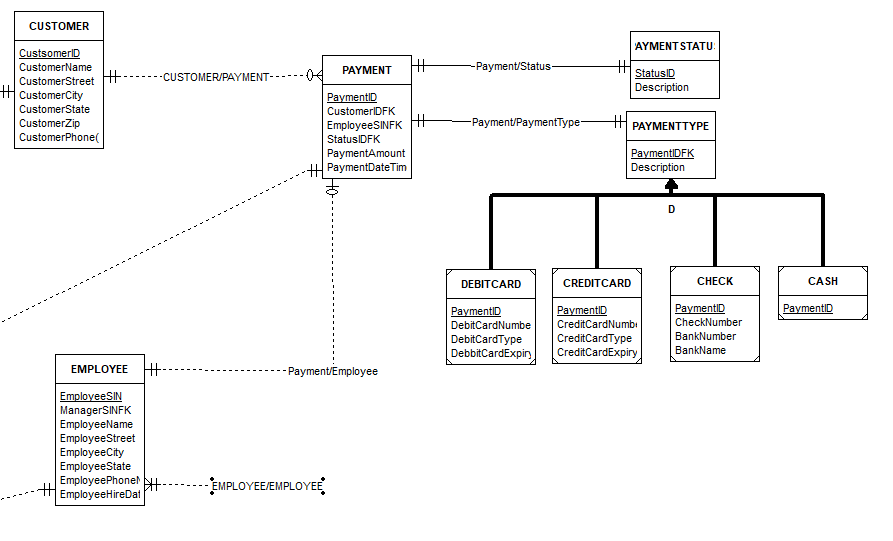 CUSTOMER
CustsomerID
CustomerName
CustomerStreet
CustomerCity
CustomerState
CustomerZip
CustomerPhone(
CUSTOMER/PAYMENT
PAYMENT
PaymentID
CustomerIDFK
EmployeeSINFK
StatusIDFK
PaymentAmount
PaymentDateTim
Payment/Status
AYMENTSTATU
StatusID
Description
Payment/PaymentType
PAYMENTTYPE
PaymentIDFK
Description
D
DEBITCARD
PaymentID
DebitCardNumbe
DebitCardType
DebbitCardExpiry
CREDITCARD
PaymentID
CreditCardNumb
CreditCardType
CreditCardExpiry
CHECK
PaymentID
CheckNumber
BankNumber
BankName
CASH
PaymentID
EMPLOYEE
EmployeeSIN
ManagerSINFK
EmployeeName
EmployeeStreet
EmployeeCity
EmployeeState
EmployeePhoneN
EmployeeHireDat
Payment/Employee
EMPLOYEE/EMPLOYEE